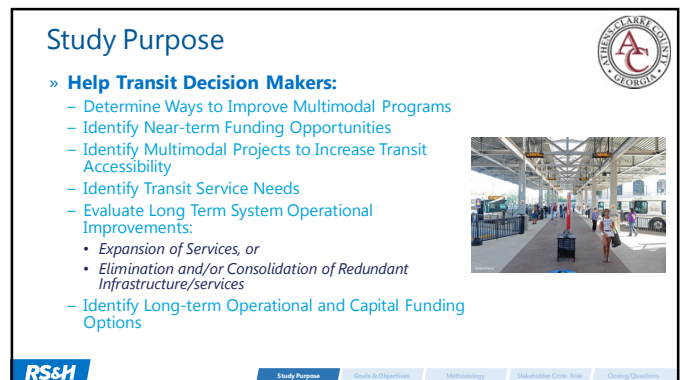 Study Purpose
ATHENS-CLARKE COUNTY
AC
GEORGIA
» Help Transit Decision Makers:
– Determine Ways to Improve Multimodal Programs
– Identify Near-term Funding Opportunities
– Identify Multimodal Projects to Increase Transit
Accessibility
– Identify Transit Service Needs
– Evaluate Long Term System Operational
Improvements:
• Expansion of Services, or
• Elimination and/or Consolidation of Redundant
Infrastructure/services
– Identify Long-term Operational and Capital Funding
Options
RS&H
Study Purpose
Goals & Objectives
Methodology
Stakeholder Cmte. Role
Closing/Questions